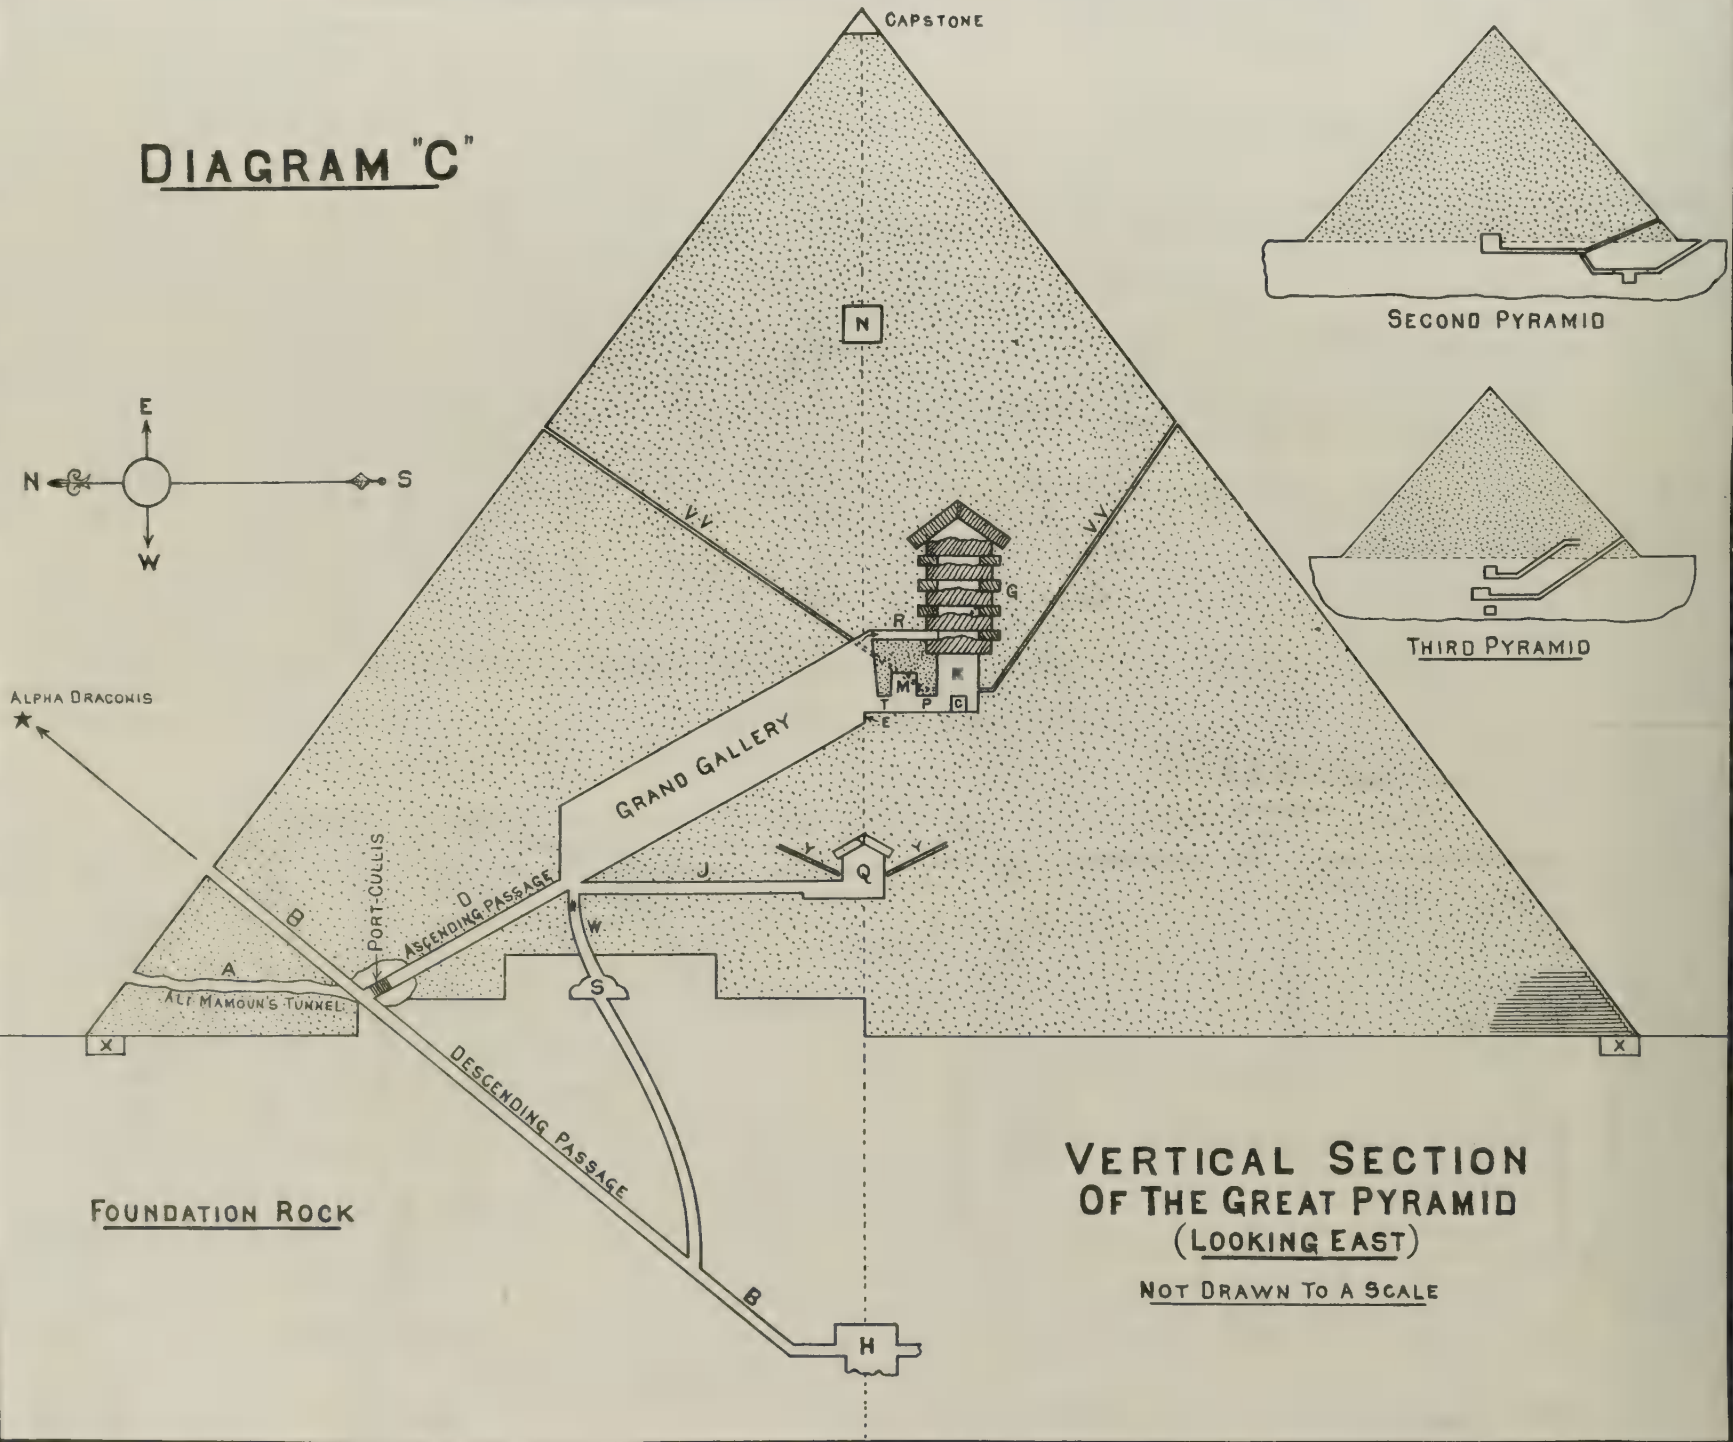 CAPSTONE
DIAGRAM "C"
N
SECOND PYRAMID
E
N
S
W
V V
V V
G
R
THIRD PYRAMID
K
M
T
P
C
E
ALPHA DRACONIS
GRAND GALLERY
PORT-CULLIS
D
ASCENDING PASSAGE
Y
Y
J
Q
B
W
A
ALI MAMOUN'S TUNNEL
S
X
X
DESCENDING PASSAGE
FOUNDATION ROCK
VERTICAL SECTION
OF THE GREAT PYRAMID
(LOOKING EAST)
NOT DRAWN TO A SCALE
B
H